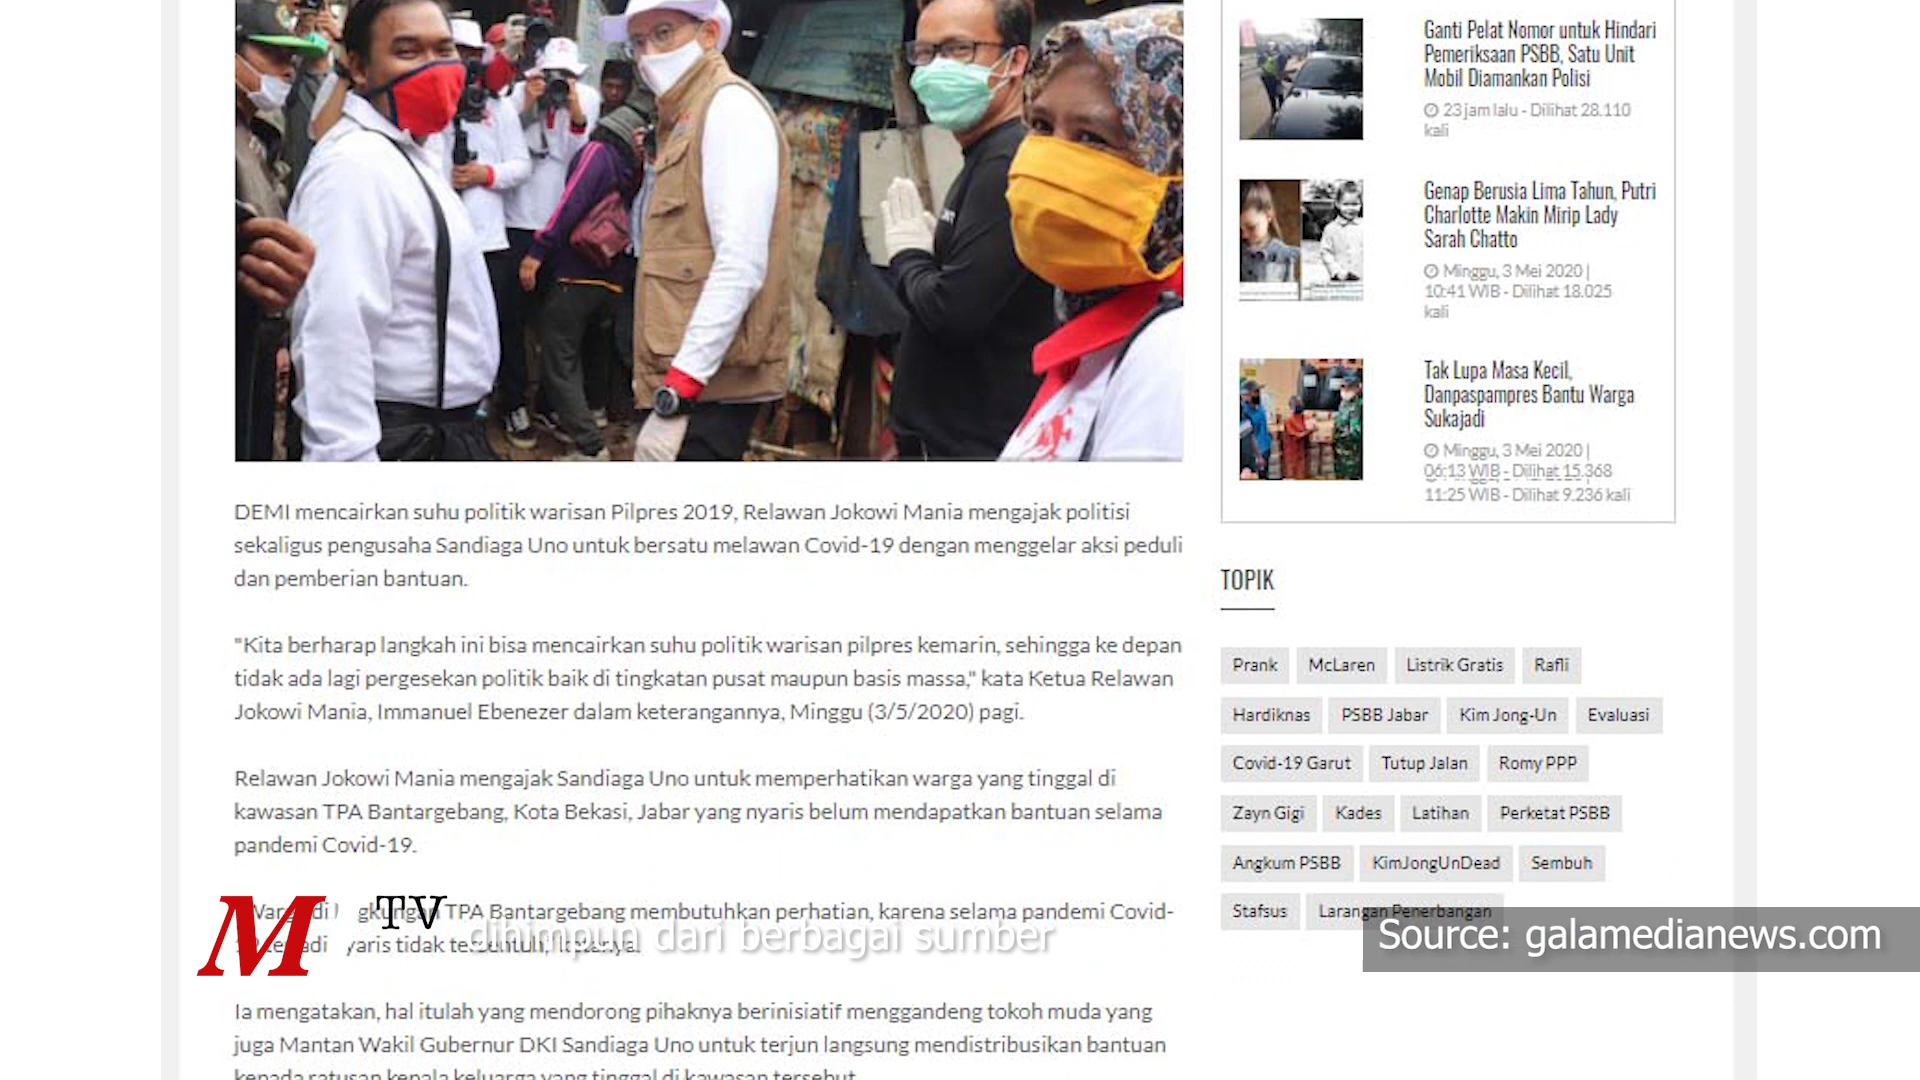 DEMI mencairkan suhu politik warisan Pilpres 2019, Relawan Jokowi Mania mengajak politisi
sekaligus pengusaha Sandiaga Uno untuk bersatu melawan Covid-19 dengan menggelar aksi peduli
dan pemberian bantuan.
"Kita berharap langkah ini bisa mencairkan suhu politik warisan pilpres kemarin, sehingga ke depan
tidak ada lagi pergesekan politik baik di tingkatan pusat maupun basis massa," kata Ketua Relawan
Jokowi Mania, Immanuel Ebenezer dalam keterangannya, Minggu (3/5/2020) pagi.
Relawan Jokowi Mania mengajak Sandiaga Uno untuk memperhatikan warga yang tinggal di
kawasan TPA Bantargebang, Kota Bekasi, Jabar yang nyaris belum mendapatkan bantuan selama
pandemi Covid-19.
TPA Bantargebang membutuhkan perhatian, karena selama pandemi Covid-
tidak
Ia mengatakan, hal itulah yang mendorong pihaknya berinisiatif menggandeng tokoh muda yang
juga Mantan Wakil Gubernur DKI Sandiaga Uno untuk terjun langsung mendistribusikan bantuan
kepada ratusan kepala keluarga yang tinggal di kawasan tersebut.
M TV
dihimpun dari berbagai sumber
Ganti Pelat Nomor untuk Hindari
Pemeriksaan PSBB, Satu Unit
Mobil Diamankan Polisi
23 jam lalu - Dilihat 28.110
kali
Genap Berusia Lima Tahun, Putri
Charlotte Makin Mirip Lady
Sarah Chatto
Minggu, 3 Mei 2020 |
10:41 WIB - Dilihat 18.025
kali
Tak Lupa Masa Kecil,
Danpaspampres Bantu Warga
Sukajadi
Minggu, 3 Mei 2020 |
06:13 WIB - Dilihat 15.368
11:25 WIB - Dilihat 9.236 kali
TOPIK
Prank McLaren Listrik Gratis Rafli
Hardiknas PSBB Jabar Kim Jong-Un Evaluasi
Covid-19 Garut Tutup Jalan Romy PPP
Zayn Gigi Kades Latihan Perketat PSBB
Angkum PSBB KimJongUnDead Sembuh
Stafsus Larangan Penerbangan
Source: galamedianews.com